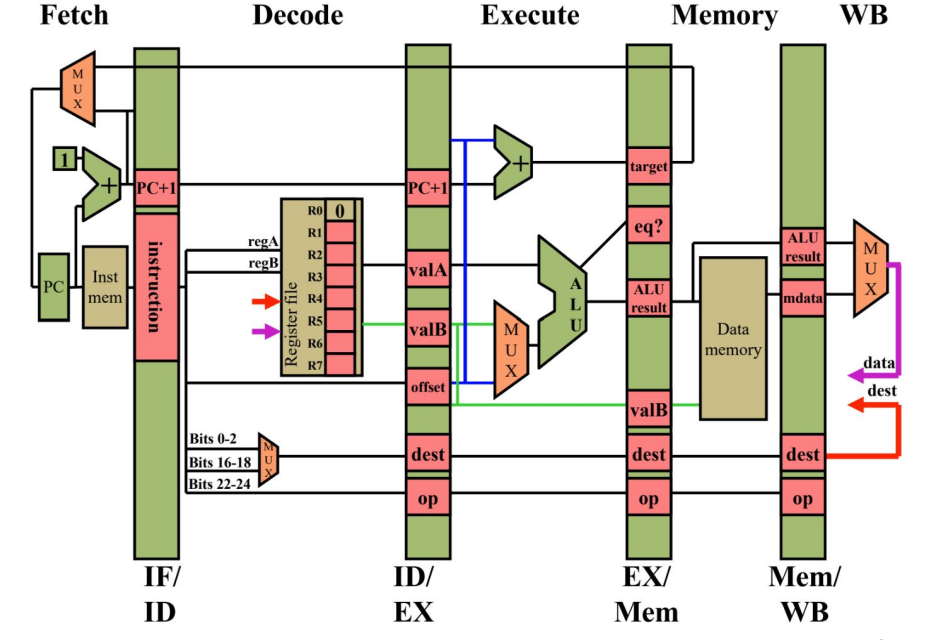 Fetch
Decode
Execute
Memory
WB
MUX
1
+
PC
Inst
mem
PC+1
instruction
regA
regB
Register file
R0
0
R1
R2
R3
R4
R5
R6
R7
Bits 0-2
Bits 16-18
Bits 22-24
MUX
PC+1
valA
valB
offset
dest
op
+
MUX
ALU
target
eq?
ALU
result
valB
dest
op
Data
memory
ALU
result
mdata
dest
op
MUX
data
dest
IF/
ID
ID/
EX
EX/
Mem
Mem/
WB